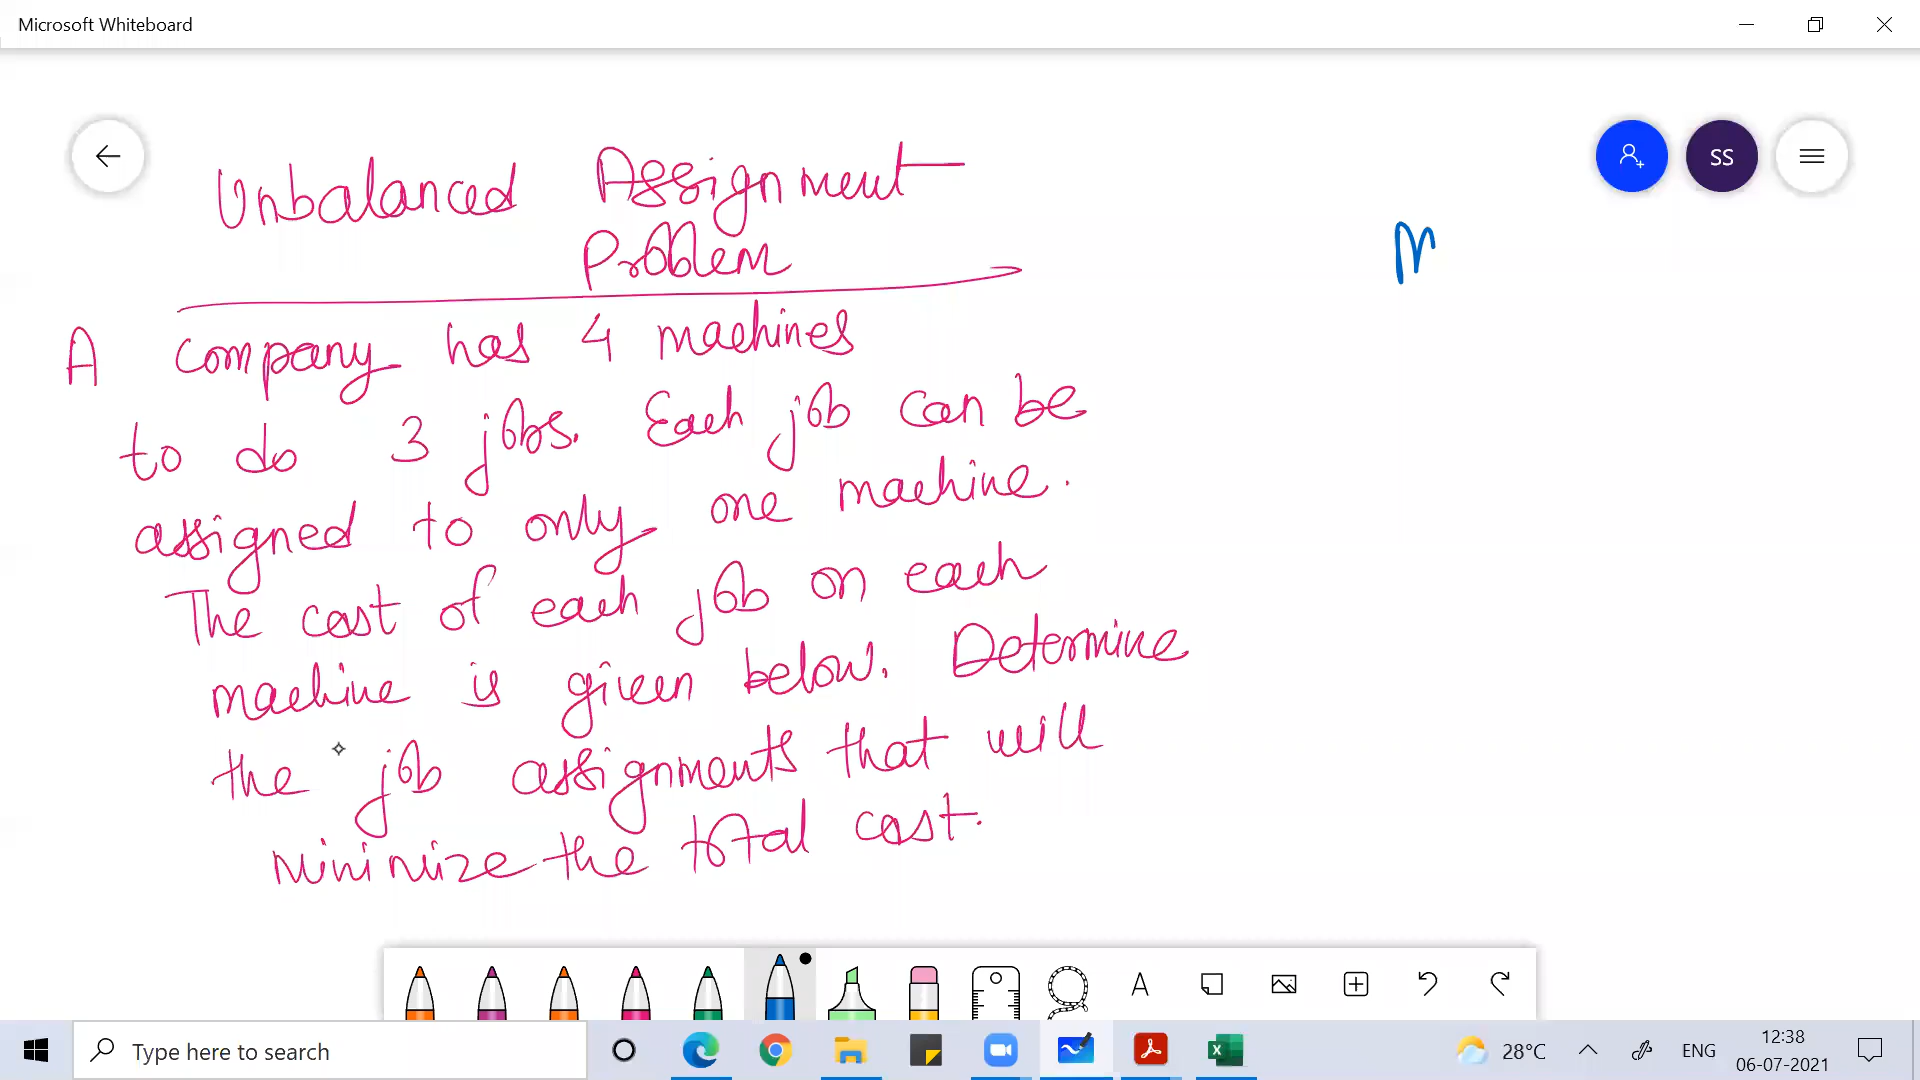 Microsoft Whiteboard
SS
Unbalanced Assignment
Problem
M
A company has 4 machines
to do 3 jobs. Each job can be
assigned to only one machine.
The cost of each job on each
machine is given below. Determine
the job assignments that will
minimize the total cost.
A
Type here to search
28°C
ENG
12:38
06-07-2021